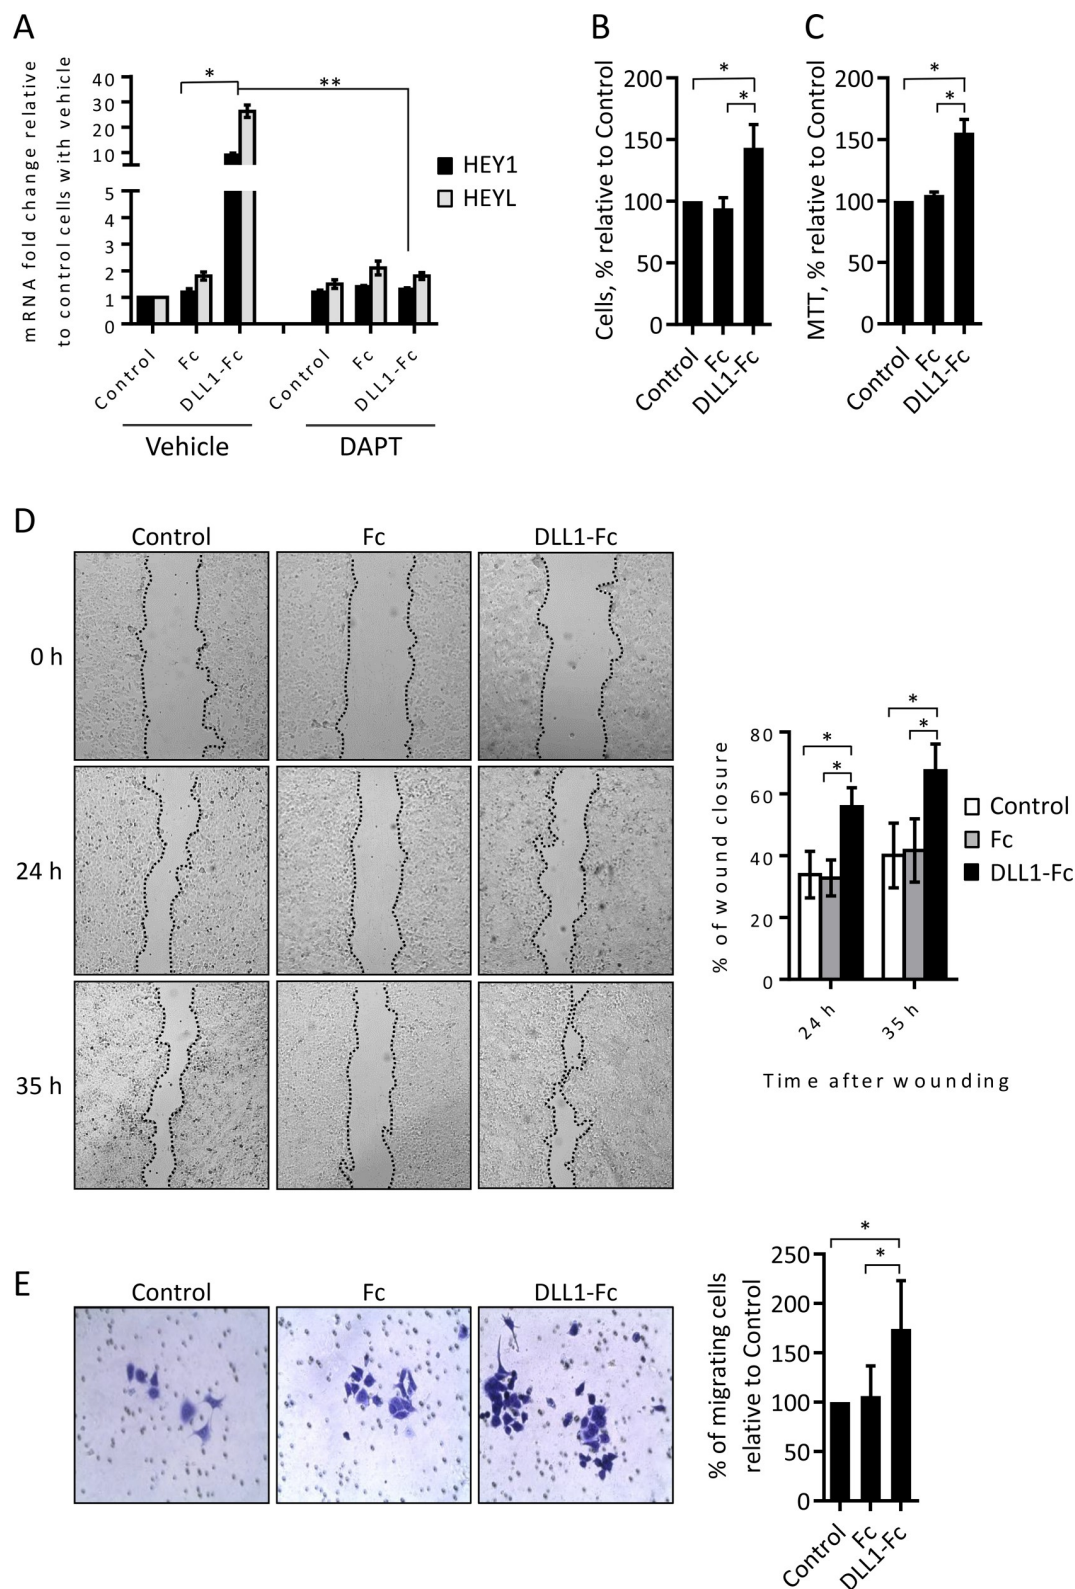 A
mRNA fold change relative
to control cells with vehicle
40
30
20
10
5
4
3
2
1
0
*
**
HEY1
HEYL
Control
Fc
DLL1-Fc
Control
Fc
DLL1-Fc
Vehicle
DAPT
B
Cells, % relative to Control
200
150
100
50
0
*
*
Control
Fc
DLL1-Fc
C
MTT, % relative to Control
200
150
100
50
0
*
*
Control
Fc
DLL1-Fc
D
Control
Fc
DLL1-Fc
0 h
24 h
35 h
% of wound closure
80
60
40
20
0
*
*
*
*
Control
Fc
DLL1-Fc
24 h
35 h
Time after wounding
E
Control
Fc
DLL1-Fc
% of migrating cells
relative to Control
250
200
150
100
50
0
*
*
Control
Fc
DLL1-Fc